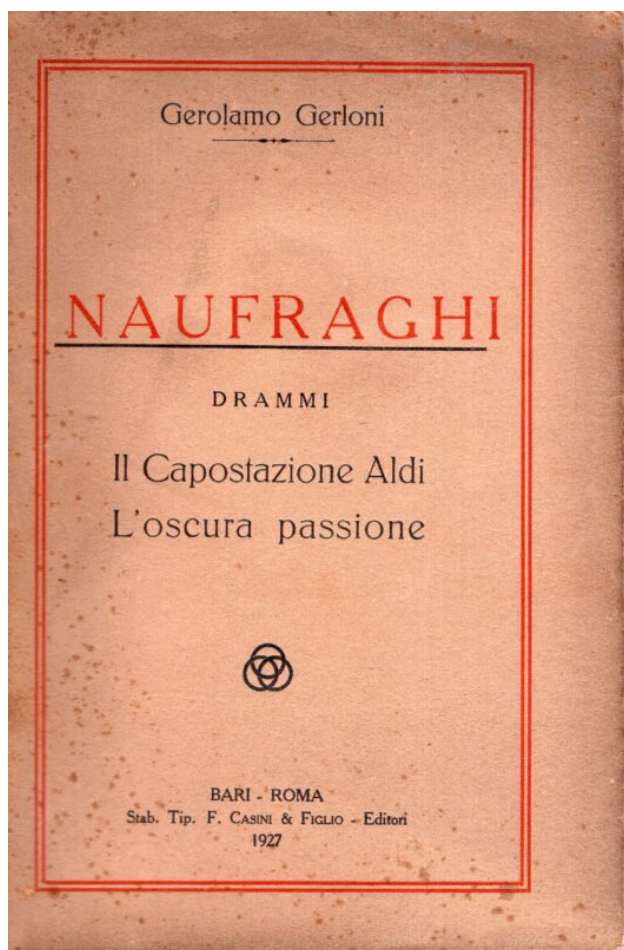 Gerolamo Gerloni
NAUFRAGHI
DRAMMI
Il Capostazione Aldi
L'oscura passione
BARI - ROMA
Stab. Tip. F. CASINI & FIGLIO - Editori
1927